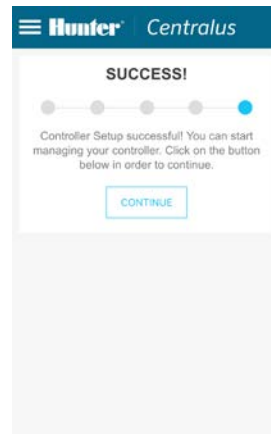 Hunter® Centralus
SUCCESS!
Controller Setup successful! You can start
managing your controller. Click on the button
below in order to continue.
CONTINUE